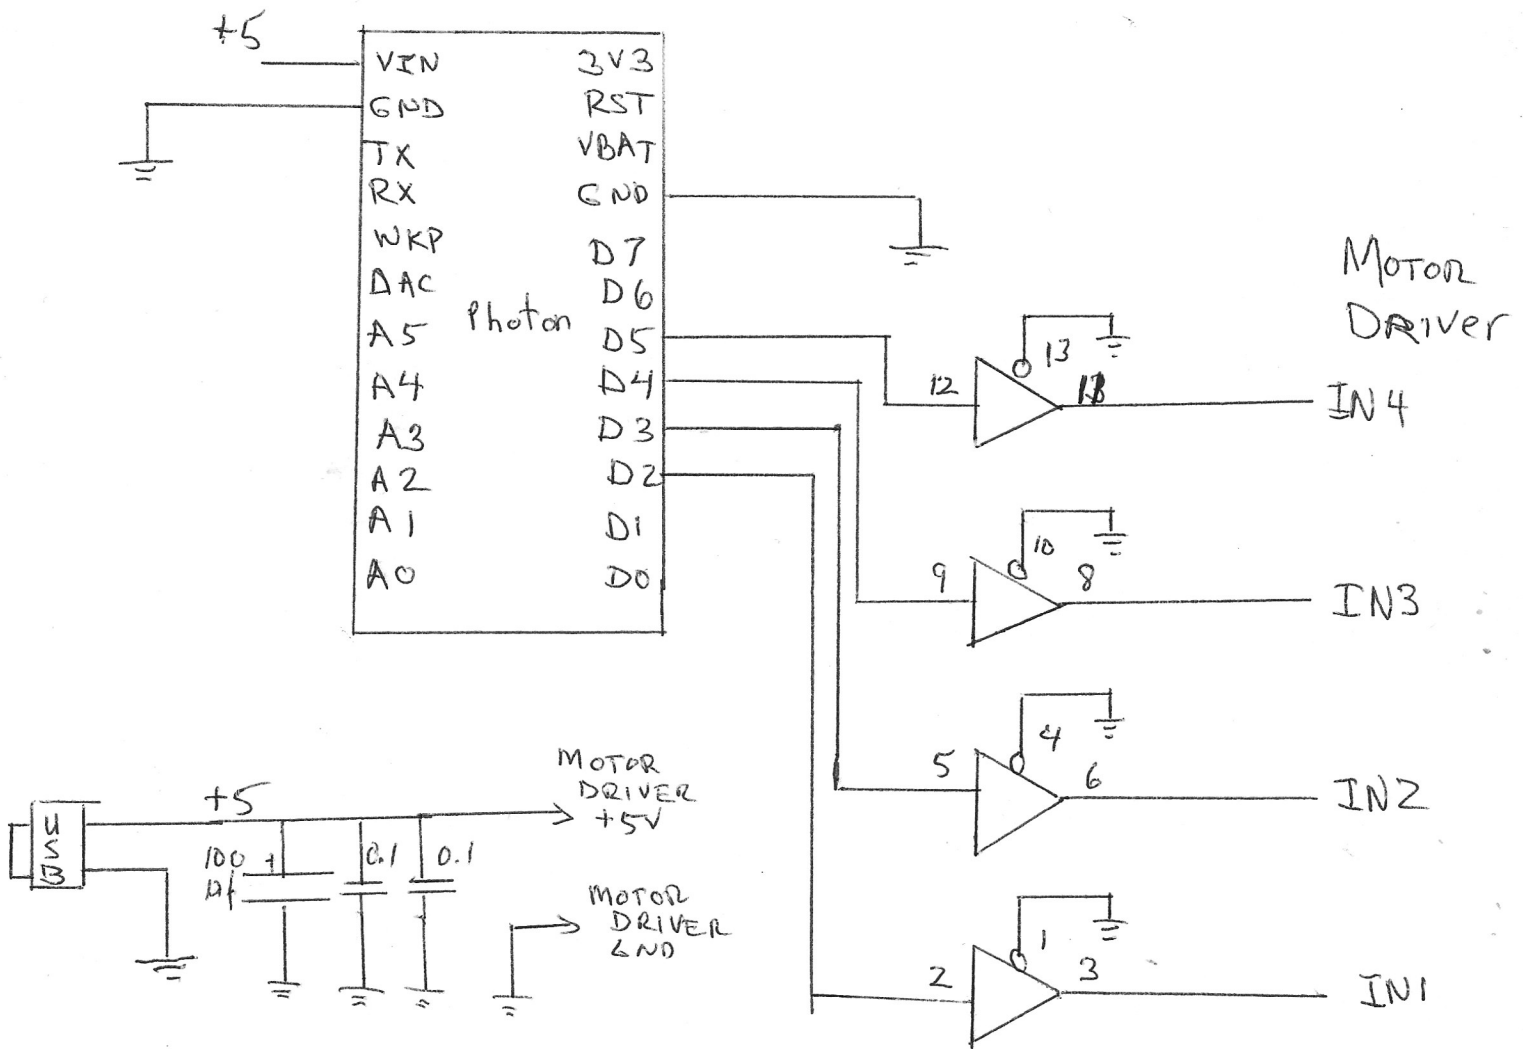 +5
VIN 3V3
GND RST
TX VBAT
RX GND
WKP D7
DAC D6
Photon
A5 D5
A4 D4
A3 D3
A2 D2
A1 D1
A0 D0
MOTOR
DRIVER
13
12
IN4
10
9 8
IN3
4
5 6
IN2
1
2 3
IN1
USB
+5
100
µf
+
0.1 0.1
MOTOR
DRIVER
+5V
MOTOR
DRIVER
GND